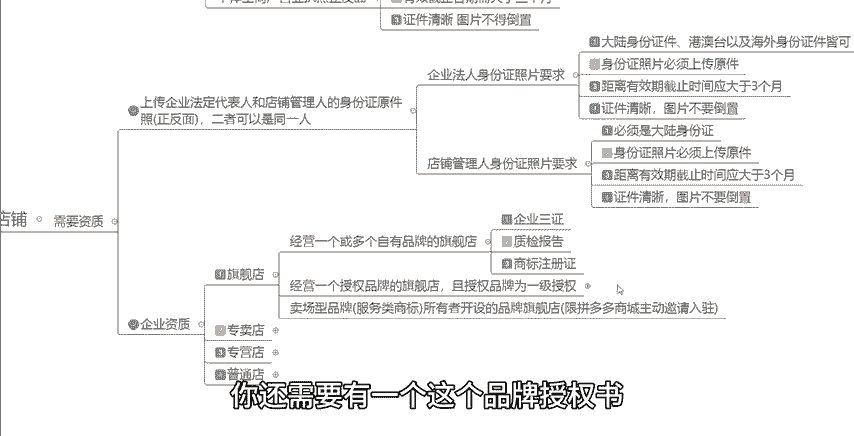 证件清晰 图片不得倒置
大陆身份证件、港澳台以及海外身份证件皆可
身份证照片必须上传原件
企业法人身份证照片要求
距离有效期截止时间应大于3个月
证件清晰，图片不要倒置
上传企业法定代表人和店铺管理人的身份证原件
照(正反面)，二者可以是同一人
必须是大陆身份证
身份证照片必须上传原件
店铺管理人身份证照片要求
距离有效期截止时间应大于3个月
证件清晰，图片不要倒置
店铺
需要资质
企业三证
经营一个或多个自有品牌的旗舰店
质检报告
商标注册证
旗舰店
经营一个授权品牌的旗舰店，且授权品牌为一级授权
卖场型品牌(服务类商标)所有者开设的品牌旗舰店(限拼多多商城主动邀请入驻)
企业资质
专卖店
专营店
普通店
你还需要有一个这个品牌授权书